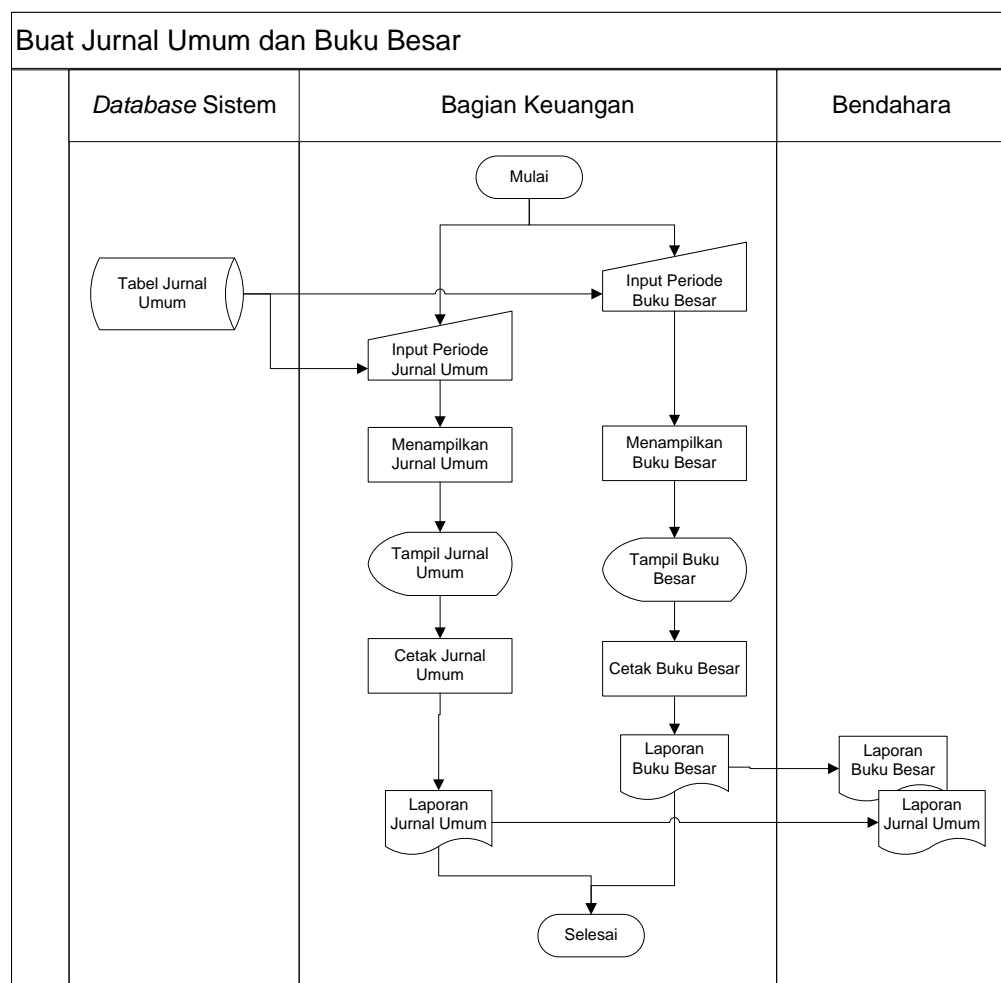 Buat Jurnal Umum dan Buku Besar
Database Sistem
Bagian Keuangan
Bendahara
Mulai
Tabel Jurnal
Umum
Input Periode
Buku Besar
Input Periode
Jurnal Umum
Menampilkan
Jurnal Umum
Menampilkan
Buku Besar
Tampil Jurnal
Umum
Tampil Buku
Besar
Cetak Jurnal
Umum
Cetak Buku Besar
Laporan
Buku Besar
Laporan
Buku Besar
Laporan
Jurnal Umum
Laporan
Jurnal Umum
Selesai